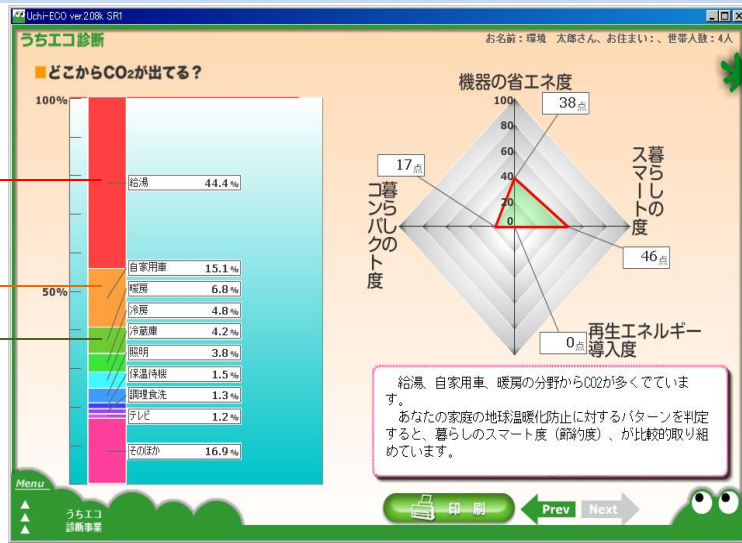 Uchi-ECO ver.2.08k SR1
うちエコ診断
お名前：環境　太郎さん、お住まい：、世帯人数：4人
■どこからCO2が出てる？
100%
50%
給湯 44.4%
自家用車 15.1%
暖房 6.8%
冷房 4.8%
冷蔵庫 4.2%
照明 3.8%
保温待機 1.5%
調理食洗 1.3%
テレビ 1.2%
そのほか 16.9%
機器の省エネ度
38点
100
80
60
40
20
0
17点
暮らしの
コンパクト度
暮らしの
スマート度
46点
0点
再生エネルギー
導入度
給湯、自家用車、暖房の分野からCO2が多くでていま
す。
あなたの家庭の地球温暖化防止に対するパターンを判定
すると、暮らしのスマート度（節約度）、が比較的取り組
めています。
Menu
うちエコ
診断事業
印刷
Prev
Next